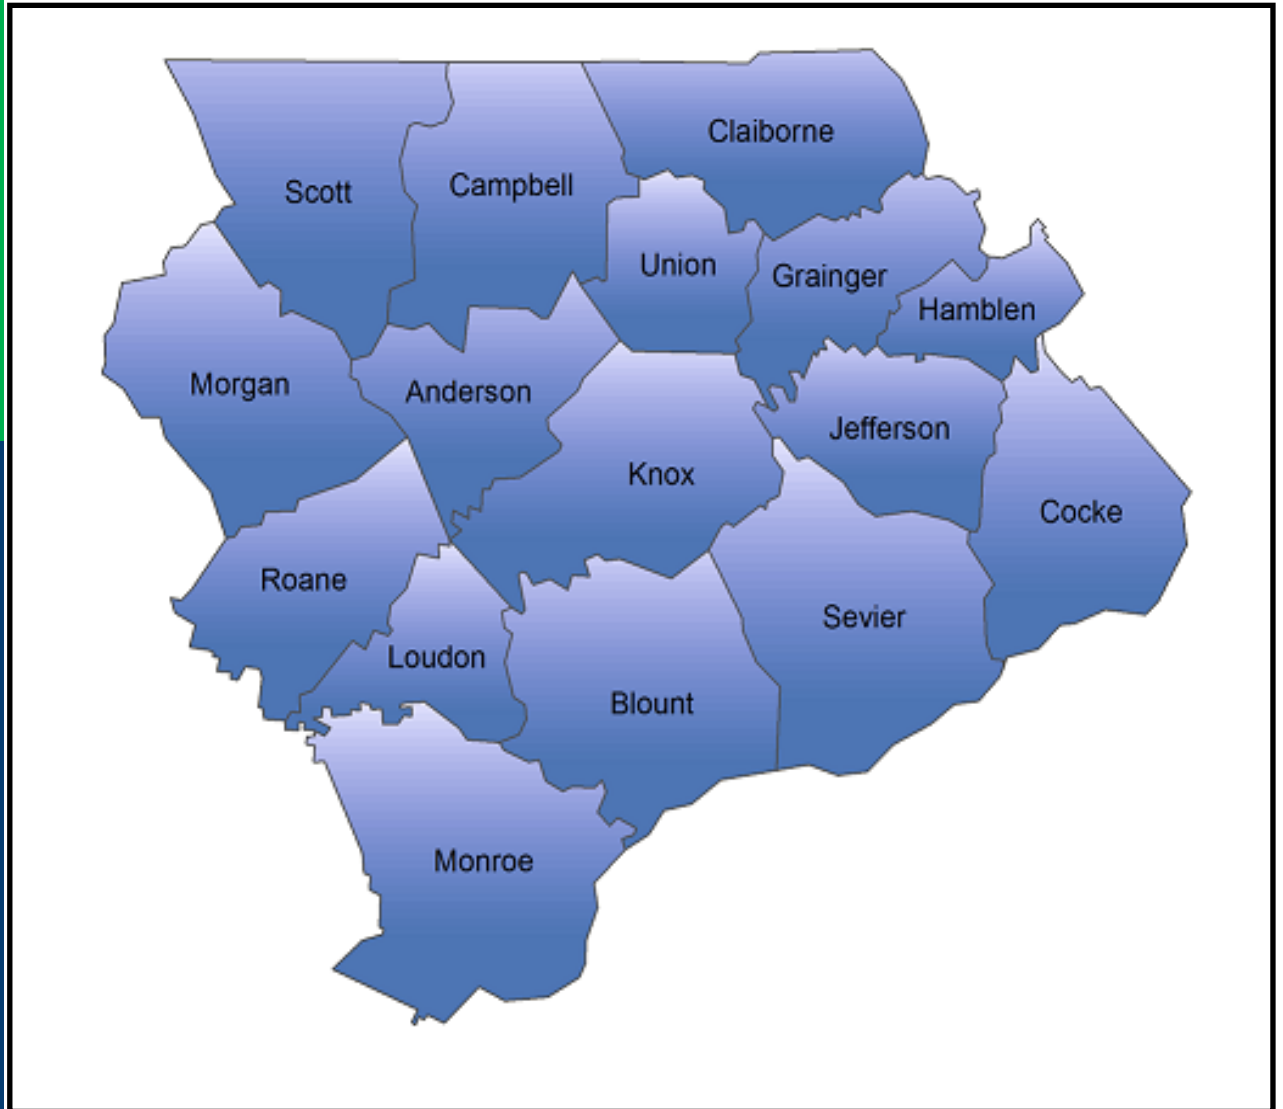 Claiborne
Scott
Campbell
Union
Grainger
Hamblen
Morgan
Anderson
Jefferson
Knox
Cocke
Roane
Sevier
Loudon
Blount
Monroe